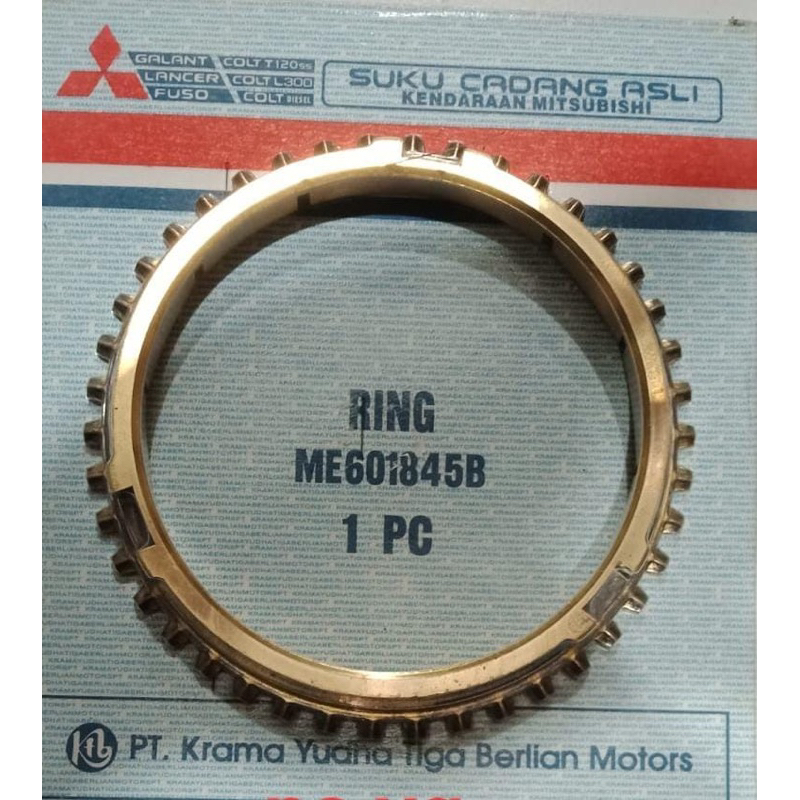 GALANT COLT T120ss
LANCER COLT L300
FUSO COLT DIESEL
SUKU CADANG ASLI
KENDARAAN MITSUBISHI
RING
ME601845B
1 PC
ktb PT. Krama Yudha Tiga Berlian Motors